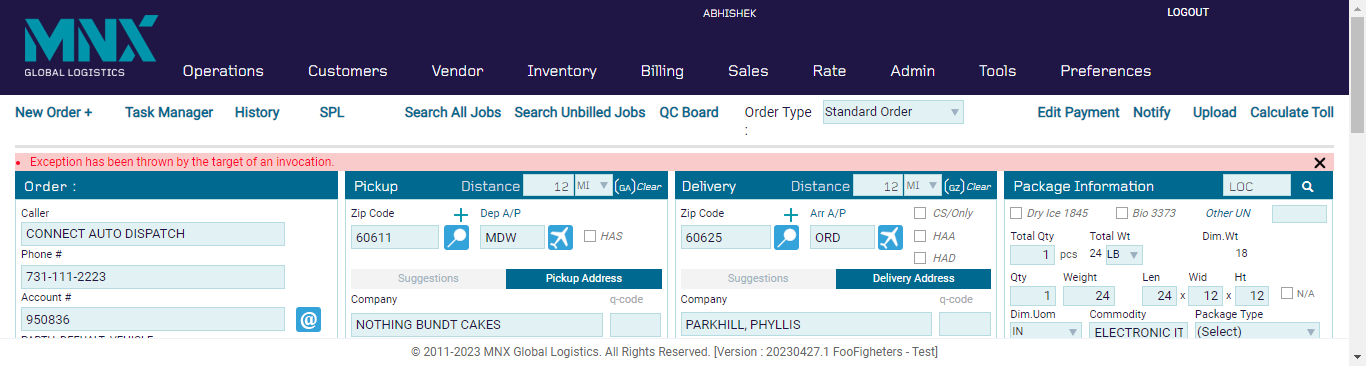 ABHISHEK
LOGOUT
MNX
GLOBAL LOGISTICS
Operations Customers Vendor Inventory Billing Sales Rate Admin Tools Preferences
New Order + Task Manager History SPL Search All Jobs Search Unbilled Jobs QC Board Order Type : Standard Order Edit Payment Notify Upload Calculate Toll
Exception has been thrown by the target of an invocation.
Order :
Caller
CONNECT AUTO DISPATCH
Phone #
731-111-2223
Account #
950836
@
Pickup Distance 12 MI (GA) Clear
Zip Code Dep A/P
60611 MDW HAS
Suggestions Pickup Address
Company q-code
NOTHING BUNDT CAKES
Delivery Distance 12 MI (GZ) Clear
Zip Code Arr A/P CS/Only
60625 ORD HAA
HAD
Suggestions Delivery Address
Company q-code
PARKHILL, PHYLLIS
Package Information LOC
Dry Ice 1845 Bio 3373 Other UN
Total Qty Total Wt Dim.Wt
1 pcs 24 LB 18
Qty Weight Len Wid Ht
1 24 24 x 12 x 12 N/A
Dim.Uom Commodity Package Type
IN ELECTRONIC IT (Select)
© 2011-2023 MNX Global Logistics. All Rights Reserved. [Version : 20230427.1 FooFigheters - Test]